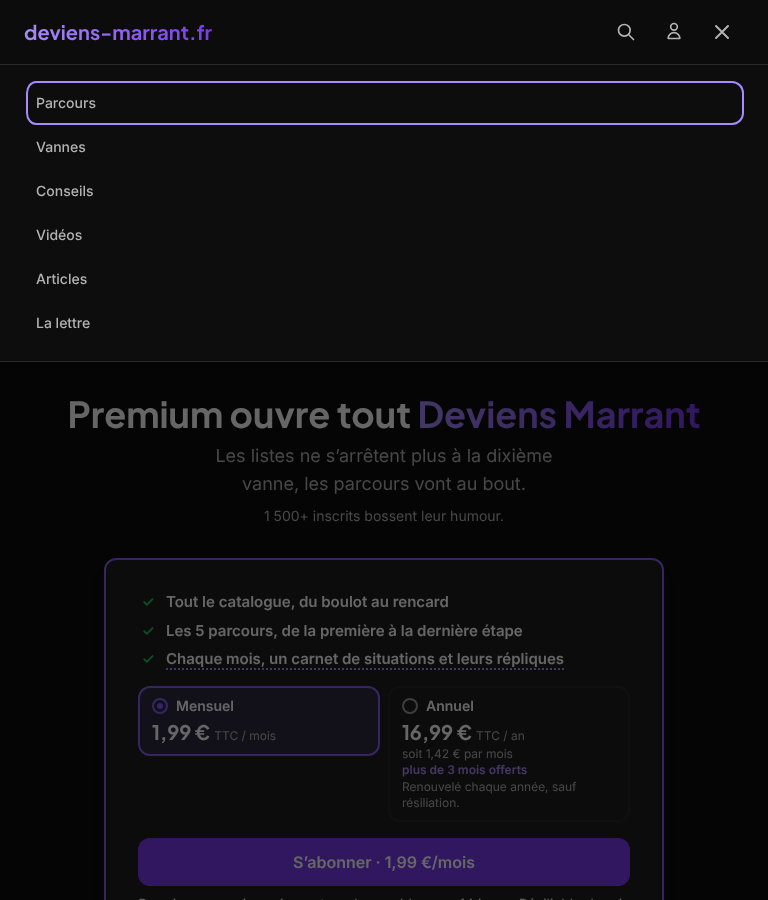 deviens-marrant.fr
Parcours
Vannes
Conseils
Vidéos
Articles
La lettre
Premium ouvre tout Deviens Marrant
Les listes ne s’arrêtent plus à la dixième
vanne, les parcours vont au bout.
1 500+ inscrits bossent leur humour.
Tout le catalogue, du boulot au rencard
Les 5 parcours, de la première à la dernière étape
Chaque mois, un carnet de situations et leurs répliques
Mensuel
1,99 € TTC / mois
Annuel
16,99 € TTC / an
soit 1,42 € par mois
plus de 3 mois offerts
Renouvelé chaque année, sauf
résiliation.
S’abonner · 1,99 €/mois